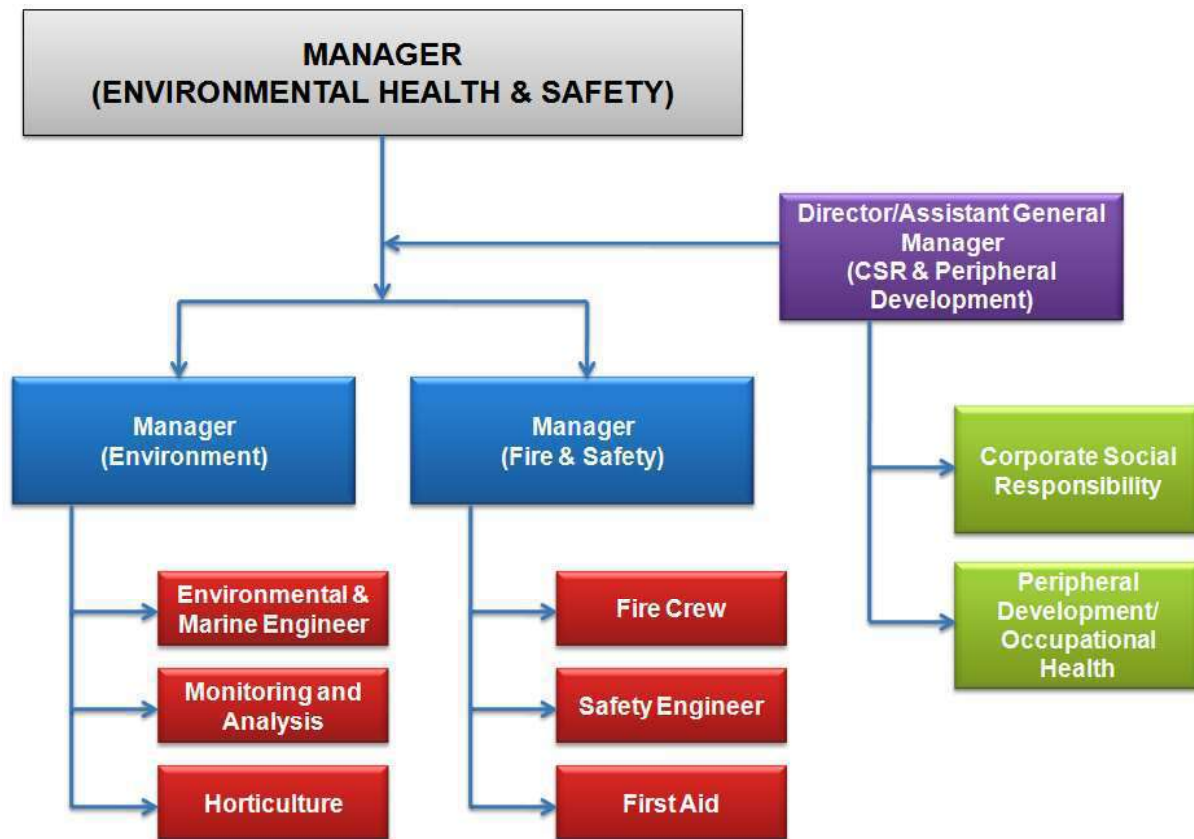 MANAGER
(ENVIRONMENTAL HEALTH & SAFETY)
Director/Assistant General
Manager
(CSR & Peripheral
Development)
Manager
(Environment)
Manager
(Fire & Safety)
Corporate Social
Responsibility
Peripheral
Development/
Occupational
Health
Environmental &
Marine Engineer
Fire Crew
Monitoring and
Analysis
Safety Engineer
Horticulture
First Aid